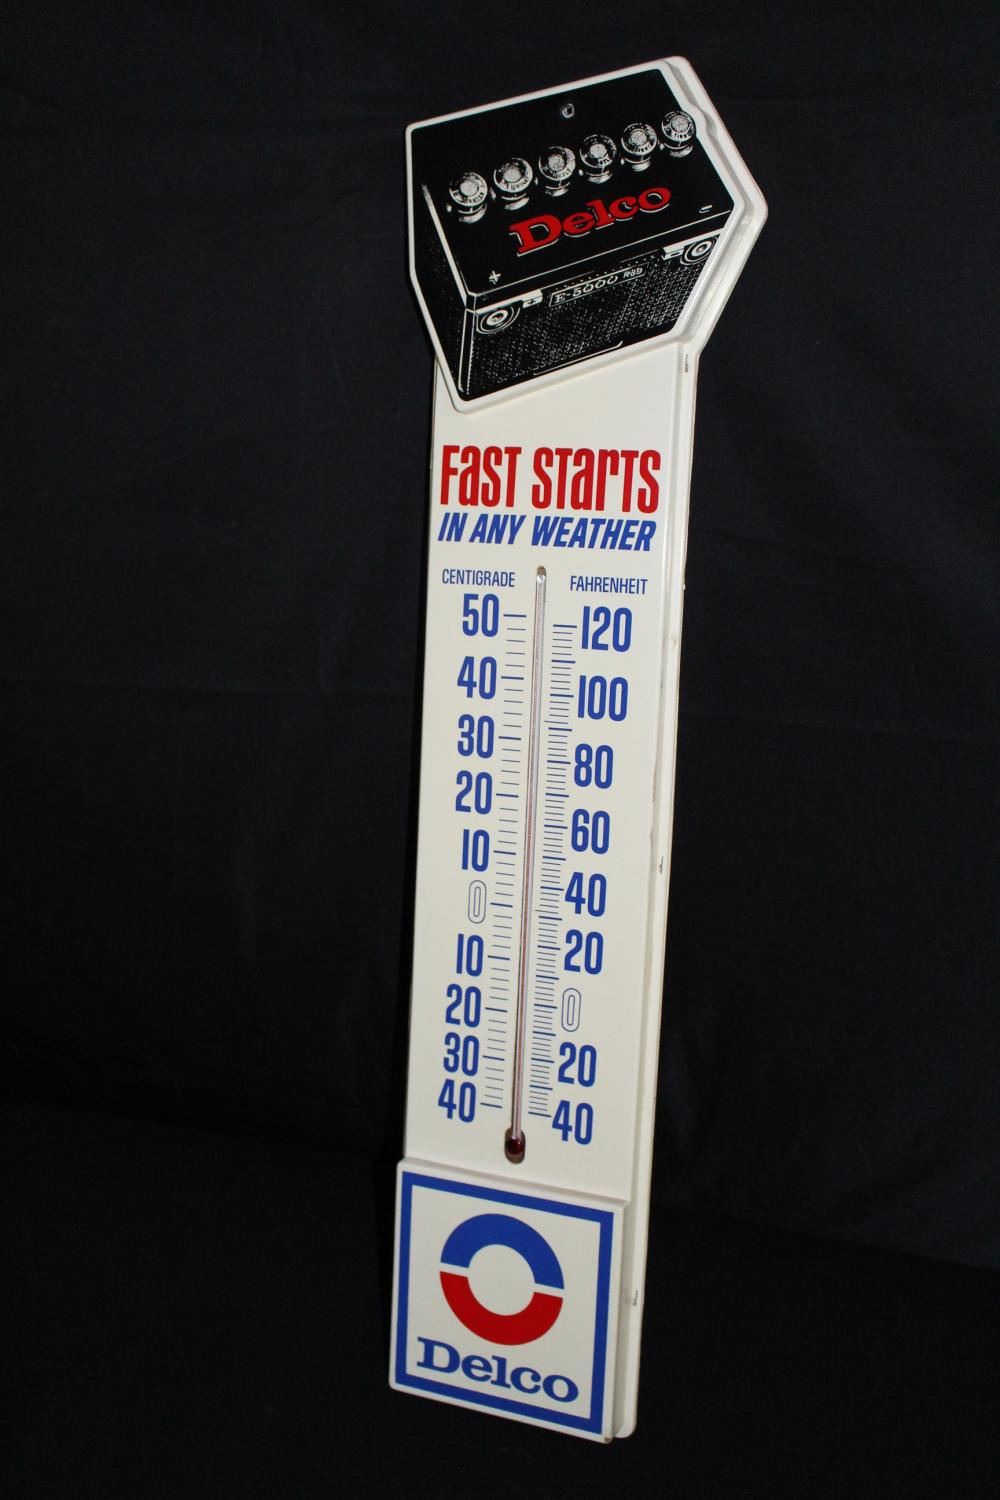 Delco
+ -
E-5000 R89
FAST STARTS
IN ANY WEATHER
CENTIGRADE FAHRENHEIT
50 120
40 100
30 80
20 60
10 40
0 20
10 0
20 20
30 40
40
Delco